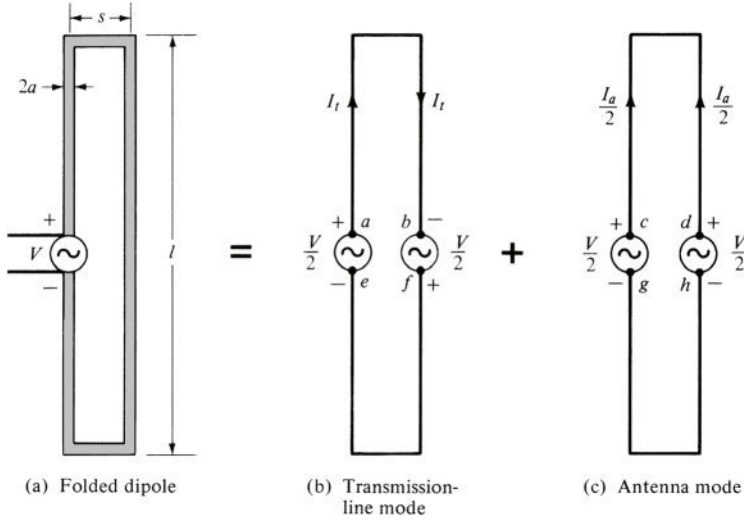 s
2a
l
+
V
−
=
I_t
I_t
+
a
b
−
V/2
V/2
−
e
f
+
+
I_a/2
I_a/2
+
c
d
+
V/2
V/2
−
g
h
−
(a) Folded dipole
(b) Transmission-
line mode
(c) Antenna mode